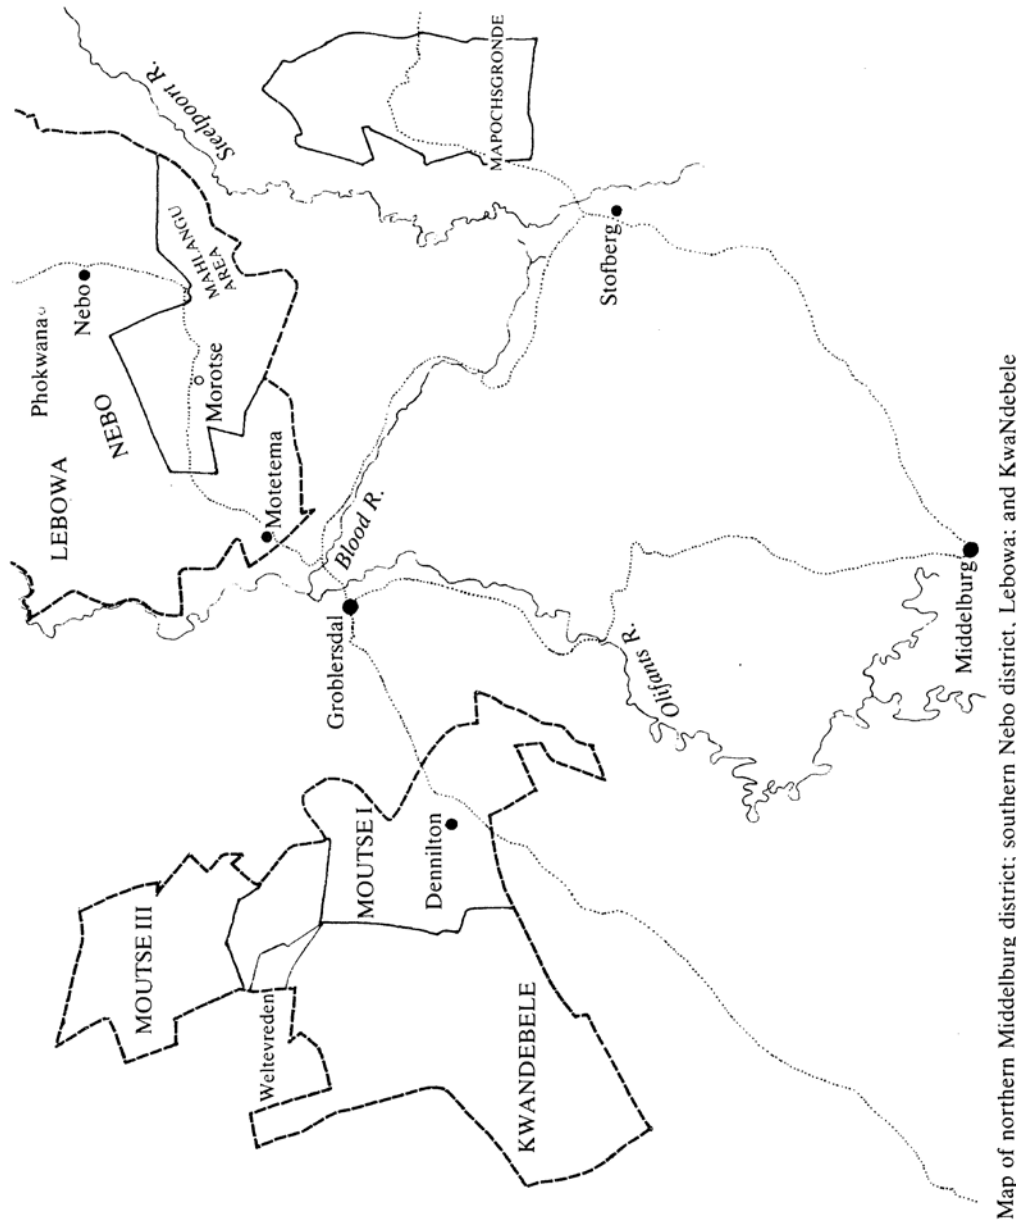 Phokwana
LEBOWA
Nebo
NEBO
MOUTSE III
Steelpoort R.
MAHLANGU
AREA
Morotse
Weltevreden
Motetema
Groblersdal
Blood R.
MOUTSE I
Dennilton
MAPOCHSGRONDE
KWANDEBELE
Stofberg
Olifants R.
Middelburg
Map of northern Middelburg district; southern Nebo district, Lebowa; and KwaNdebele